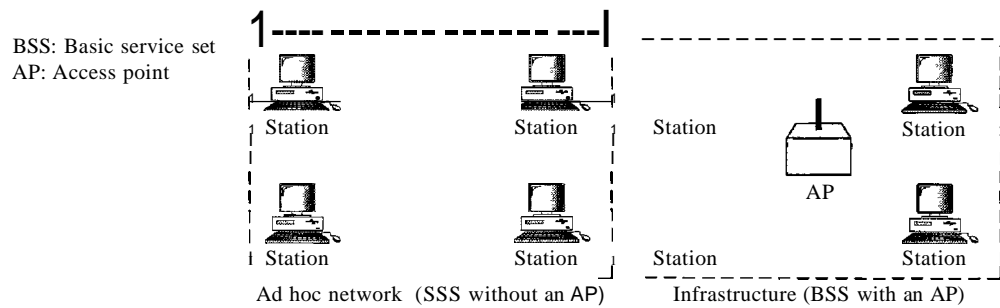 BSS: Basic service set
AP: Access point
Station Station Station Station
AP
Station Station Station Station
Ad hoc network (SSS without an AP) Infrastructure (BSS with an AP)